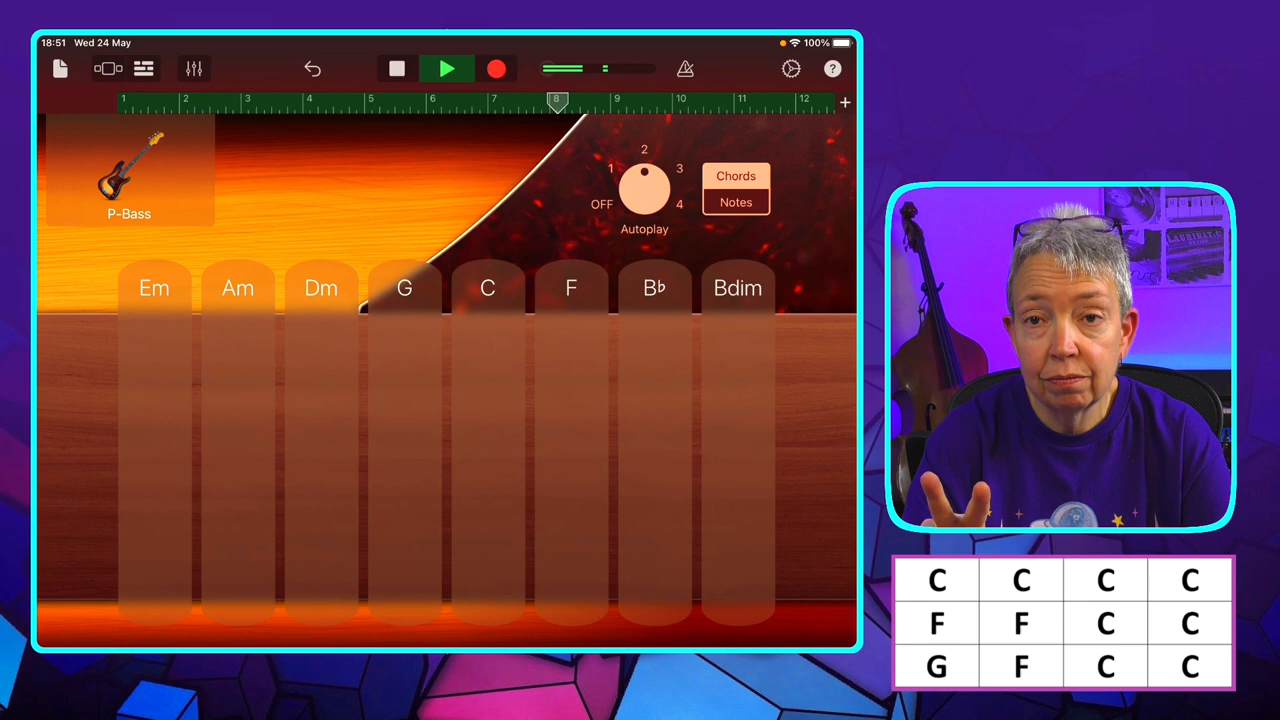 18:51 Wed 24 May
100%
1 2 3 4 5 6 7 8 9 10 11 12
P-Bass
OFF 1 2 3 4
Autoplay
Chords
Notes
Em Am Dm G C F B♭ Bdim
C C C C
F F C C
G F C C